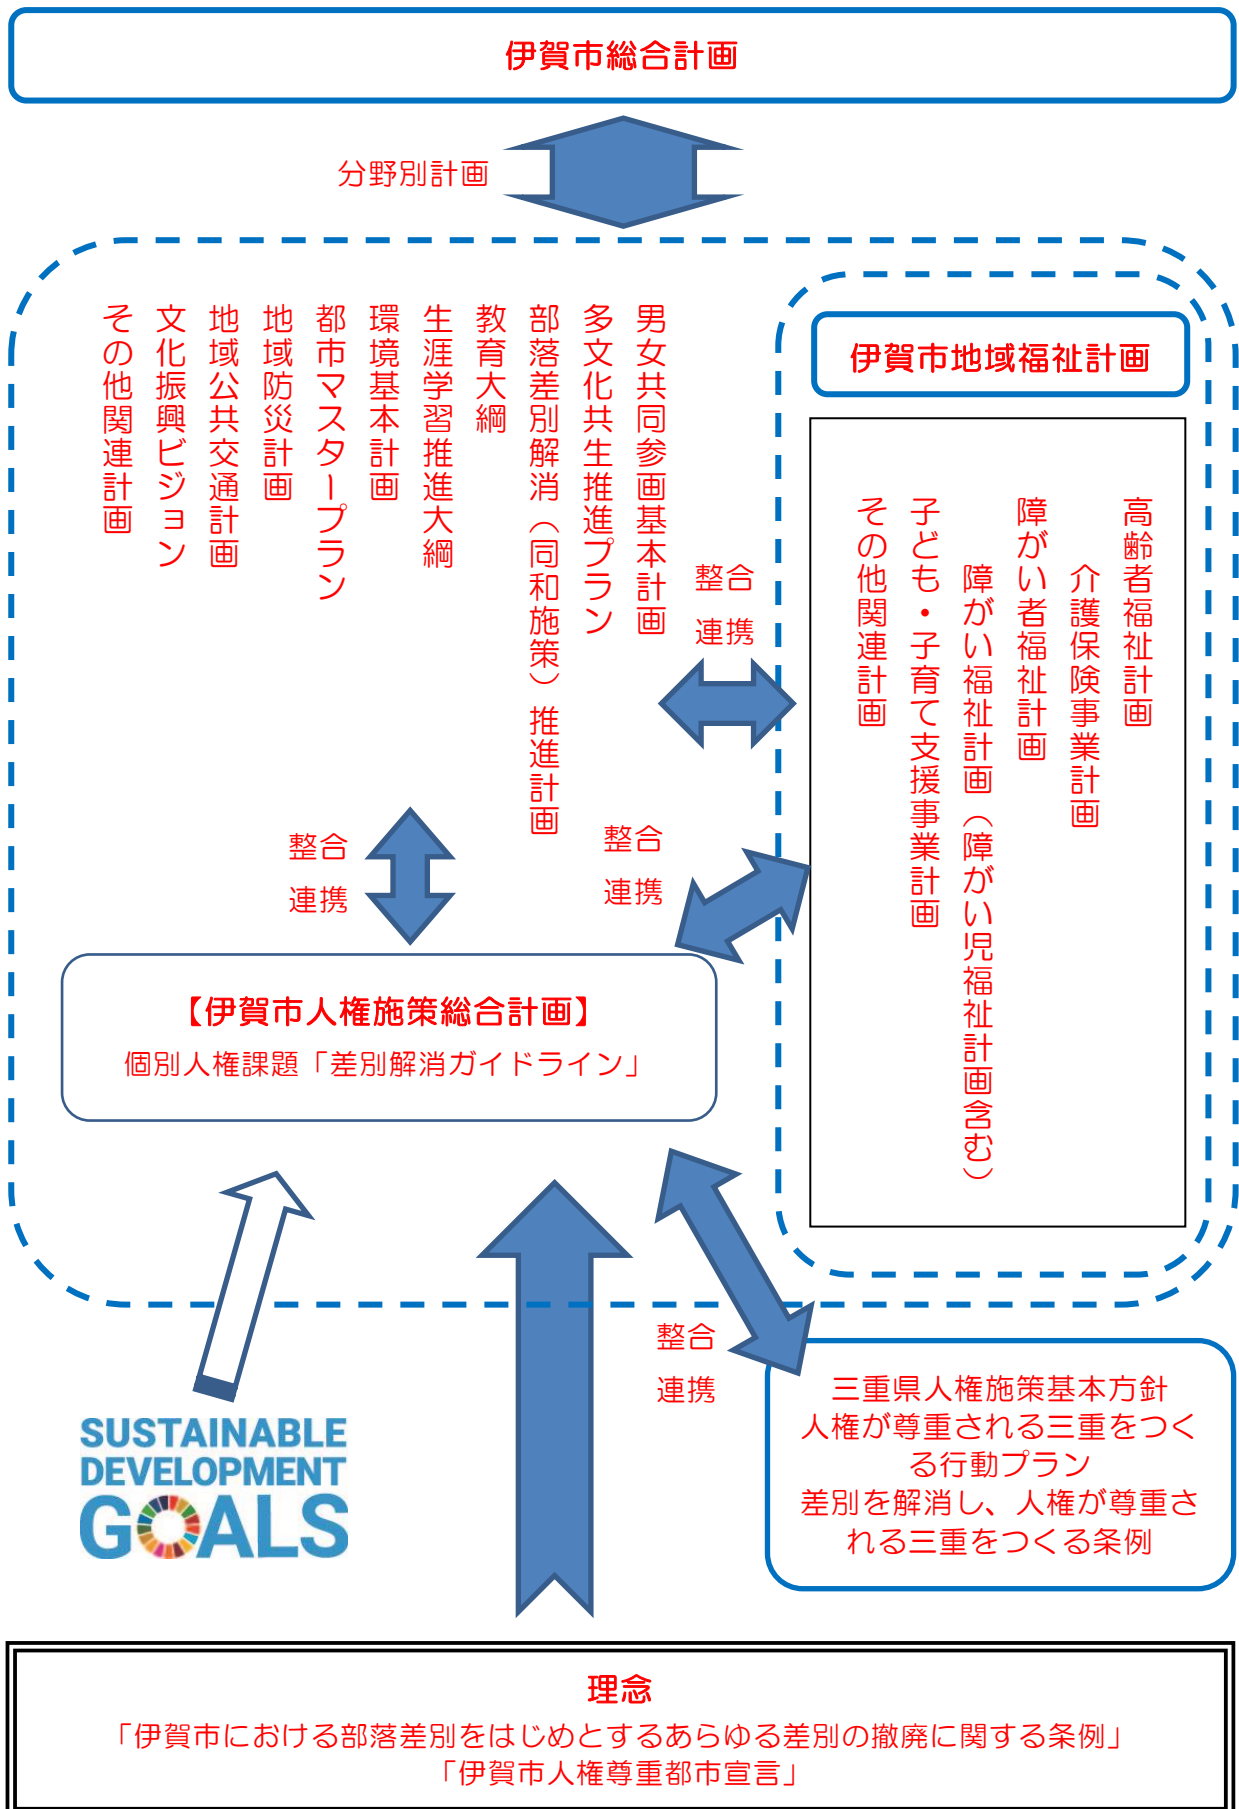 伊賀市総合計画
分野別計画
男女共同参画基本計画
多文化共生推進プラン
部落差別解消（同和施策）推進計画
教育大綱
生涯学習推進大綱
環境基本計画
都市マスタープラン
地域防災計画
地域公共交通計画
文化振興ビジョン
その他関連計画
整合
連携
伊賀市地域福祉計画
高齢者福祉計画
介護保険事業計画
障がい者福祉計画
障がい福祉計画（障がい児福祉計画含む）
子ども・子育て支援事業計画
その他関連計画
整合
連携
整合
連携
【伊賀市人権施策総合計画】
個別人権課題「差別解消ガイドライン」
整合
連携
三重県人権施策基本方針
人権が尊重される三重をつく
る行動プラン
差別を解消し、人権が尊重さ
れる三重をつくる条例
SUSTAINABLE
DEVELOPMENT
GOALS
理念
「伊賀市における部落差別をはじめとするあらゆる差別の撤廃に関する条例」
「伊賀市人権尊重都市宣言」